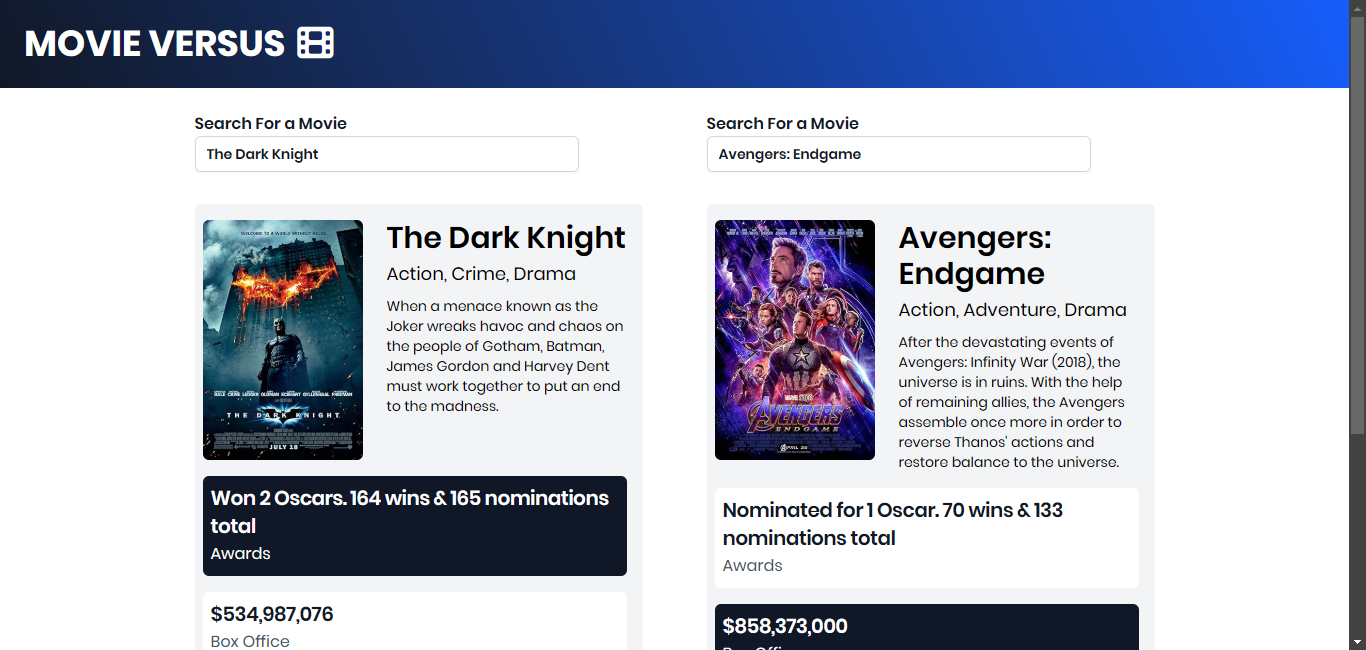 MOVIE VERSUS
Search For a Movie
The Dark Knight
WELCOME TO A WORLD WITHOUT RULES.
THE DARK KNIGHT
JULY 18
The Dark Knight
Action, Crime, Drama
When a menace known as the
Joker wreaks havoc and chaos on
the people of Gotham, Batman,
James Gordon and Harvey Dent
must work together to put an end
to the madness.
Won 2 Oscars. 164 wins & 165 nominations
total
Awards
$534,987,076
Box Office
Search For a Movie
Avengers: Endgame
MARVEL STUDIOS
AVENGERS
ENDGAME
APRIL 26
Avengers:
Endgame
Action, Adventure, Drama
After the devastating events of
Avengers: Infinity War (2018), the
universe is in ruins. With the help
of remaining allies, the Avengers
assemble once more in order to
reverse Thanos' actions and
restore balance to the universe.
Nominated for 1 Oscar. 70 wins & 133
nominations total
Awards
$858,373,000